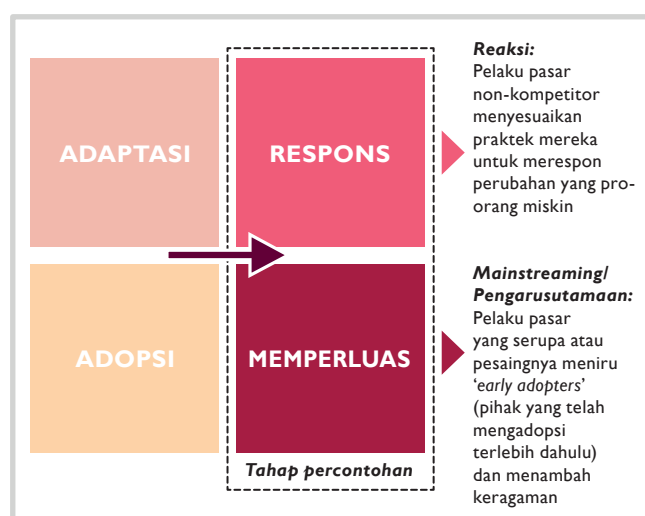 ADAPTASI
RESPONS
Reaksi:
Pelaku pasar
non-kompetitor
menyesuaikan
praktek mereka
untuk merespon
perubahan yang pro-
orang miskin
ADOPSI
MEMPERLUAS
Tahap percontohan
Mainstreaming/
Pengarusutamaan:
Pelaku pasar
yang serupa atau
pesaingnya meniru
‘early adopters’
(pihak yang telah
mengadopsi
terlebih dahulu)
dan menambah
keragaman